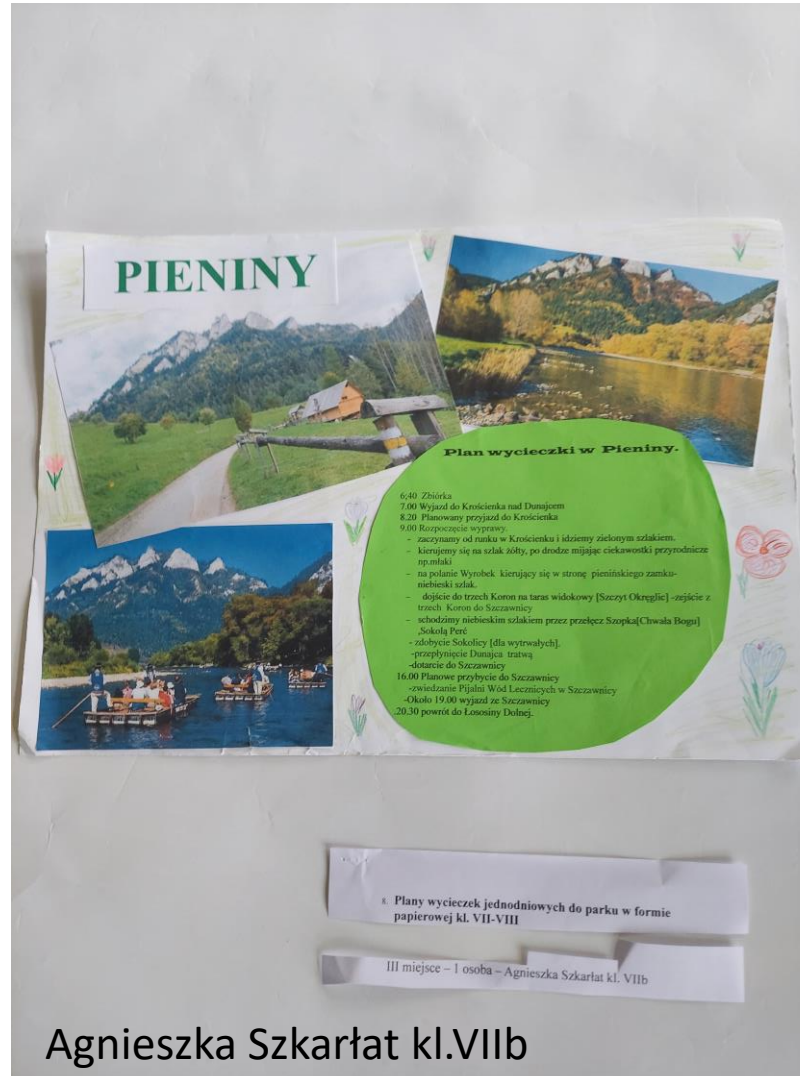 PIENINY
Plan wycieczki w Pieniny.
6;40 Zbiórka
7.00 Wyjazd do Krościenka nad Dunajcem
8.20 Planowany przyjazd do Krościenka
9.00 Rozpoczęcie wyprawy.
- zaczynamy od runku w Krościenku i idziemy zielonym szlakiem.
- kierujemy się na szlak żółty, po drodze mijając ciekawostki przyrodnicze
np.młaki
- na polanie Wyrobek kierujący się w stronę pienińskiego zamku-
niebieski szlak.
- dojście do trzech Koron na taras widokowy [Szczyt Okręglic] -zejście z
trzech Koron do Szczawnicy
- schodzimy niebieskim szlakiem przez przełęcz Szopka[Chwała Bogu]
,Sokolą Perć
- zdobycie Sokolicy [dla wytrwałych].
-przepłynięcie Dunajca tratwą
-dotarcie do Szczawnicy
16.00 Planowe przybycie do Szczawnicy
-zwiedzanie Pijalni Wód Leczniczych w Szczawnicy
-Około 19.00 wyjazd ze Szczawnicy
.20.30 powrót do Łososiny Dolnej.
8. Plany wycieczek jednodniowych do parku w formie
papierowej kl. VII-VIII
III miejsce – 1 osoba – Agnieszka Szkarłat kl. VIIb
Agnieszka Szkarłat kl.VIIb